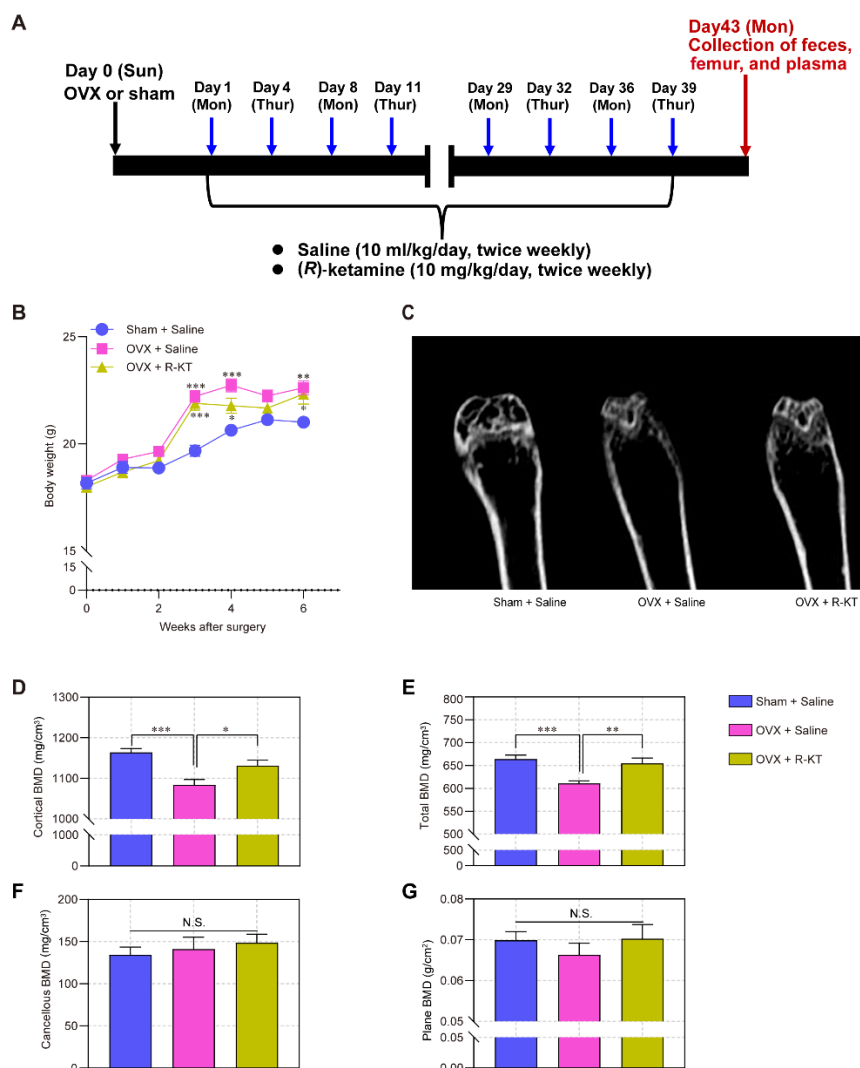 A
Day 0 (Sun)
OVX or sham
Day 1
(Mon)
Day 4
(Thur)
Day 8
(Mon)
Day 11
(Thur)
Day 29
(Mon)
Day 32
(Thur)
Day 36
(Mon)
Day 39
(Thur)
Day43 (Mon)
Collection of feces,
femur, and plasma
● Saline (10 ml/kg/day, twice weekly)
● (R)-ketamine (10 mg/kg/day, twice weekly)
B
Sham + Saline
OVX + Saline
OVX + R-KT
Body weight (g)
25
20
15
15
0
*** *** **
*** * *
0 2 4 6
Weeks after surgery
C
Sham + Saline OVX + Saline OVX + R-KT
D
Cortical BMD (mg/cm³)
1300
1200
1100
1000
1000
0
*** *
E
Total BMD (mg/cm³)
800
750
700
650
600
550
500
500
0
*** **
Sham + Saline
OVX + Saline
OVX + R-KT
F
Cancellous BMD (mg/cm³)
200
150
100
50
0
N.S.
G
Plane BMD (g/cm²)
0.08
0.07
0.06
0.05
0.05
0.00
N.S.